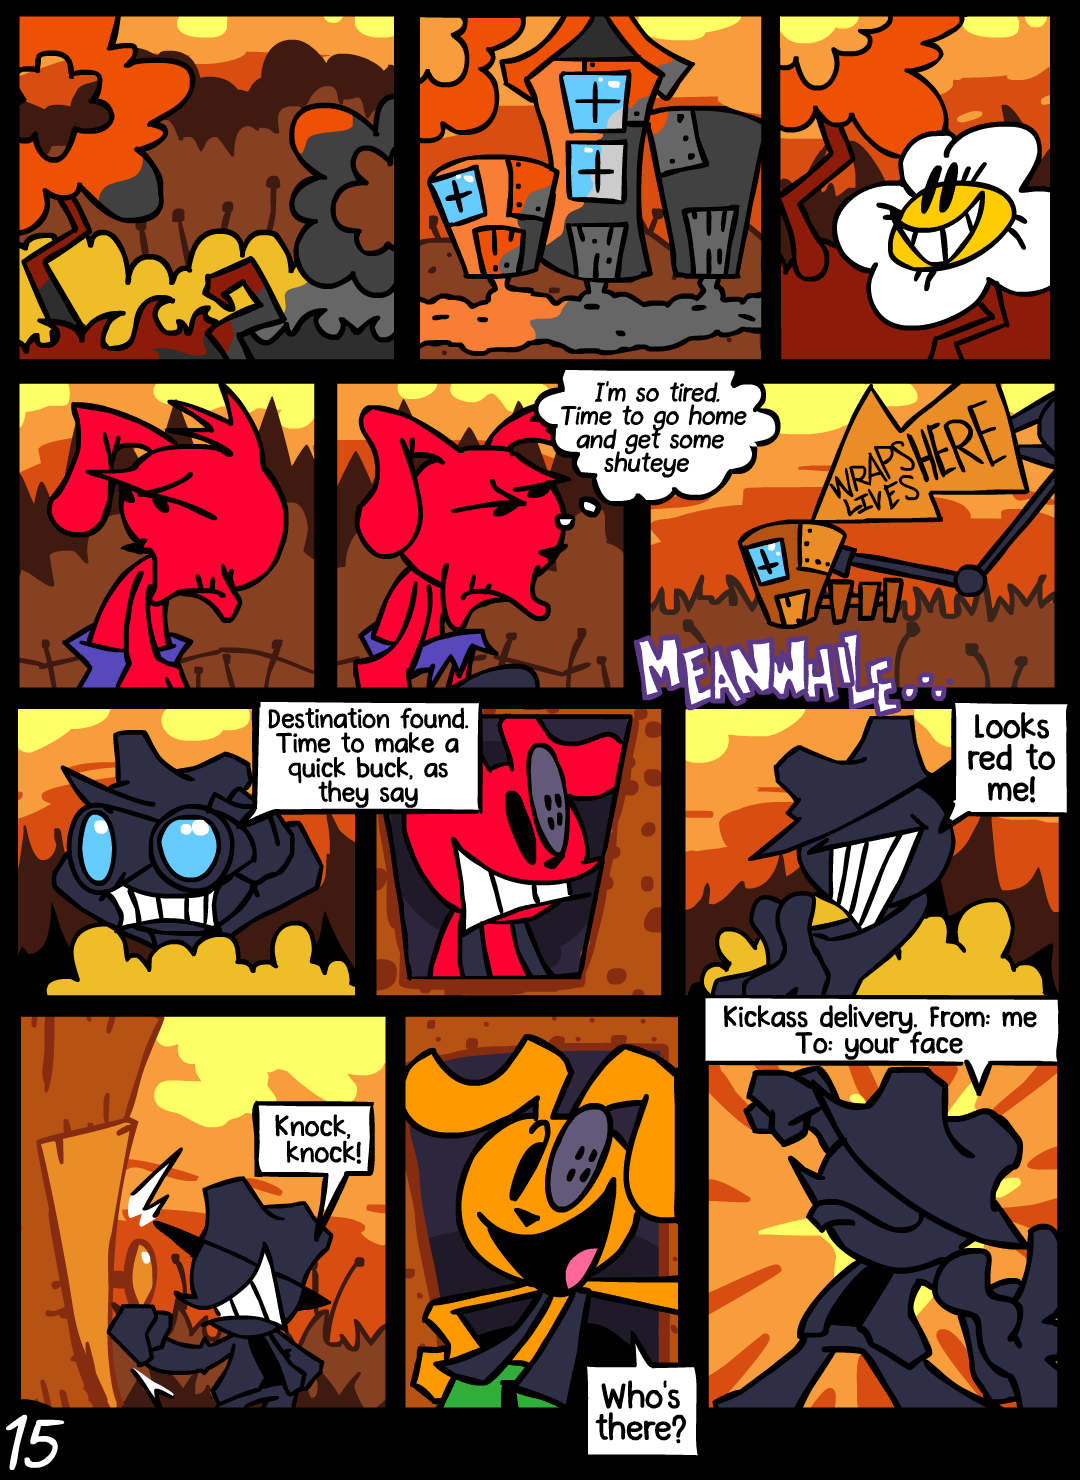 I'm so tired.
Time to go home
and get some
shuteye
WRAPS
LIVES
HERE
MEANWHILE...
Destination found.
Time to make a
quick buck, as
they say
Looks
red to
me!
Knock,
knock!
Who's
there?
Kickass delivery. From: me
To: your face
15